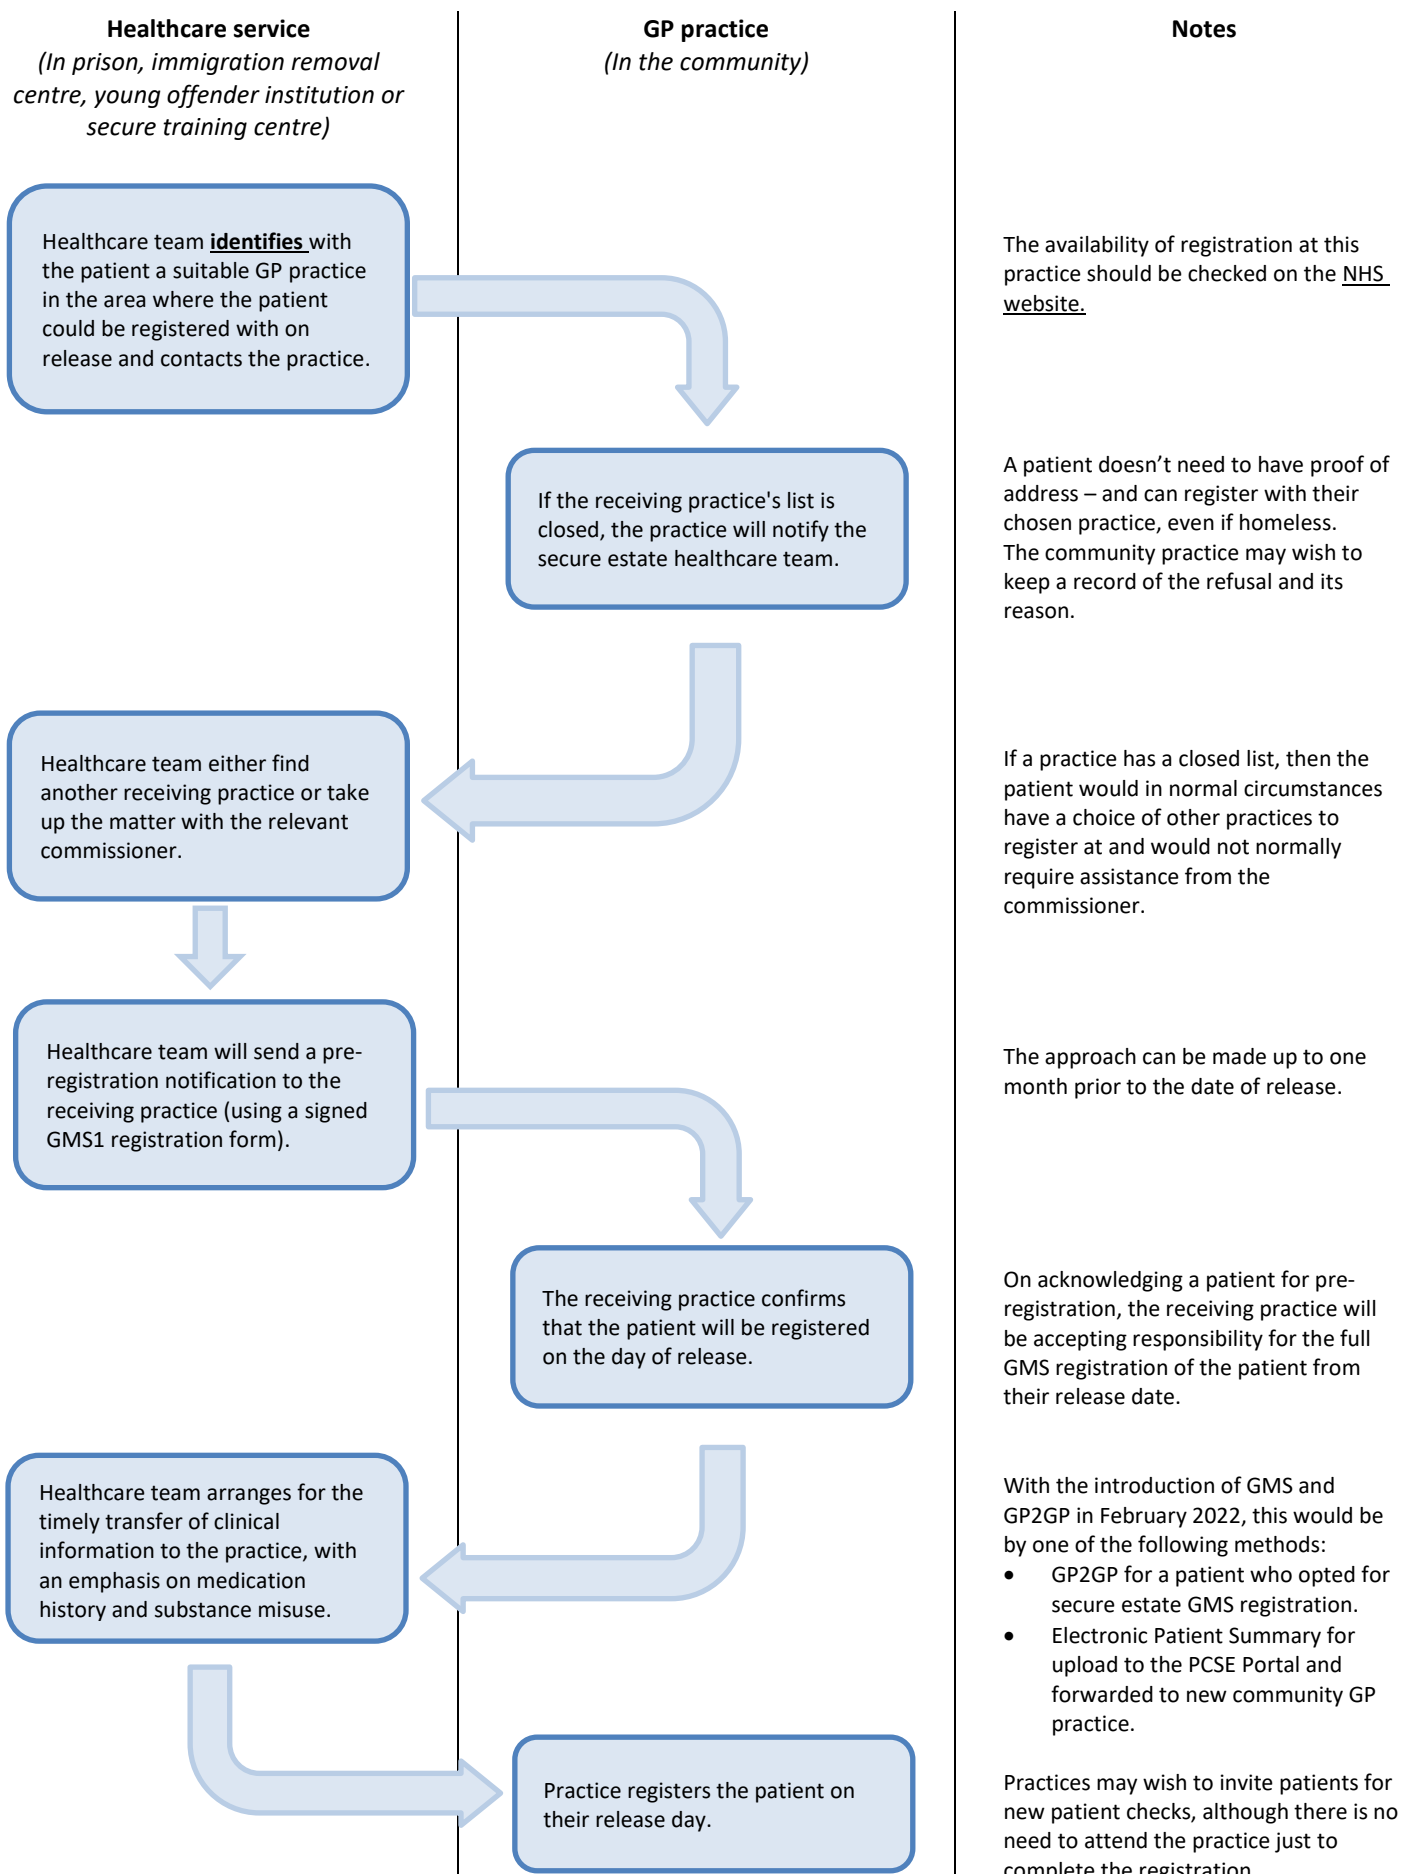 Healthcare service
(In prison, immigration removal
centre, young offender institution or
secure training centre)
GP practice
(In the community)
Notes
Healthcare team identifies with
the patient a suitable GP practice
in the area where the patient
could be registered with on
release and contacts the practice.
The availability of registration at this
practice should be checked on the NHS
website.
If the receiving practice's list is
closed, the practice will notify the
secure estate healthcare team.
A patient doesn’t need to have proof of
address – and can register with their
chosen practice, even if homeless.
The community practice may wish to
keep a record of the refusal and its
reason.
Healthcare team either find
another receiving practice or take
up the matter with the relevant
commissioner.
If a practice has a closed list, then the
patient would in normal circumstances
have a choice of other practices to
register at and would not normally
require assistance from the
commissioner.
Healthcare team will send a pre-
registration notification to the
receiving practice (using a signed
GMS1 registration form).
The approach can be made up to one
month prior to the date of release.
The receiving practice confirms
that the patient will be registered
on the day of release.
On acknowledging a patient for pre-
registration, the receiving practice will
be accepting responsibility for the full
GMS registration of the patient from
their release date.
Healthcare team arranges for the
timely transfer of clinical
information to the practice, with
an emphasis on medication
history and substance misuse.
With the introduction of GMS and
GP2GP in February 2022, this would be
by one of the following methods:
• GP2GP for a patient who opted for
secure estate GMS registration.
• Electronic Patient Summary for
upload to the PCSE Portal and
forwarded to new community GP
practice.
Practice registers the patient on
their release day.
Practices may wish to invite patients for
new patient checks, although there is no
need to attend the practice just to
complete the registration